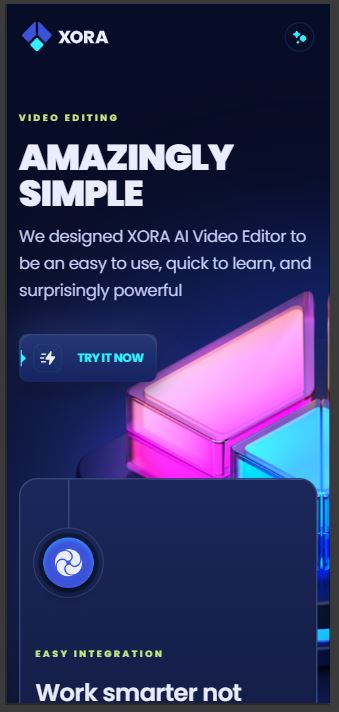 XORA
VIDEO EDITING
AMAZINGLY
SIMPLE
We designed XORA AI Video Editor to
be an easy to use, quick to learn, and
surprisingly powerful
TRY IT NOW
EASY INTEGRATION
Work smarter not